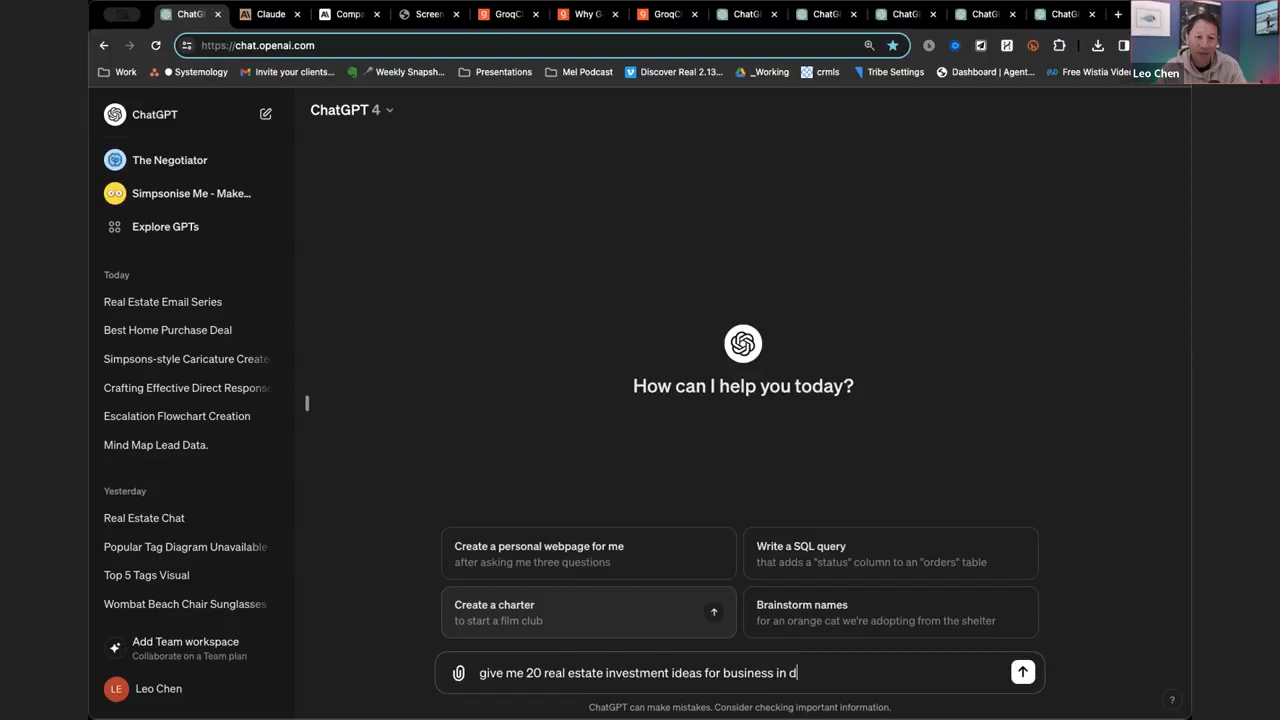 ChatGI
Claude
Compa
Screen
GroqC
Why G
GroqC
ChatGI
ChatGI
ChatGI
ChatGI
ChatGI
https://chat.openai.com
Work
Systemology
Invite your clients...
Weekly Snapsh...
Presentations
Mel Podcast
Discover Real 2.13...
_Working
crmls
Tribe Settings
Dashboard | Agent...
Free Wistia Vide
Leo Chen
ChatGPT
The Negotiator
Simpsonise Me - Make...
Explore GPTs
Today
Real Estate Email Series
Best Home Purchase Deal
Simpsons-style Caricature Create
Crafting Effective Direct Respons
Escalation Flowchart Creation
Mind Map Lead Data.
Yesterday
Real Estate Chat
Popular Tag Diagram Unavailable
Top 5 Tags Visual
Wombat Beach Chair Sunglasses
Add Team workspace
Collaborate on a Team plan
LE
Leo Chen
ChatGPT 4
How can I help you today?
Create a personal webpage for me
after asking me three questions
Write a SQL query
that adds a "status" column to an "orders" table
Create a charter
to start a film club
Brainstorm names
for an orange cat we're adopting from the shelter
give me 20 real estate investment ideas for business in d
ChatGPT can make mistakes. Consider checking important information.
?